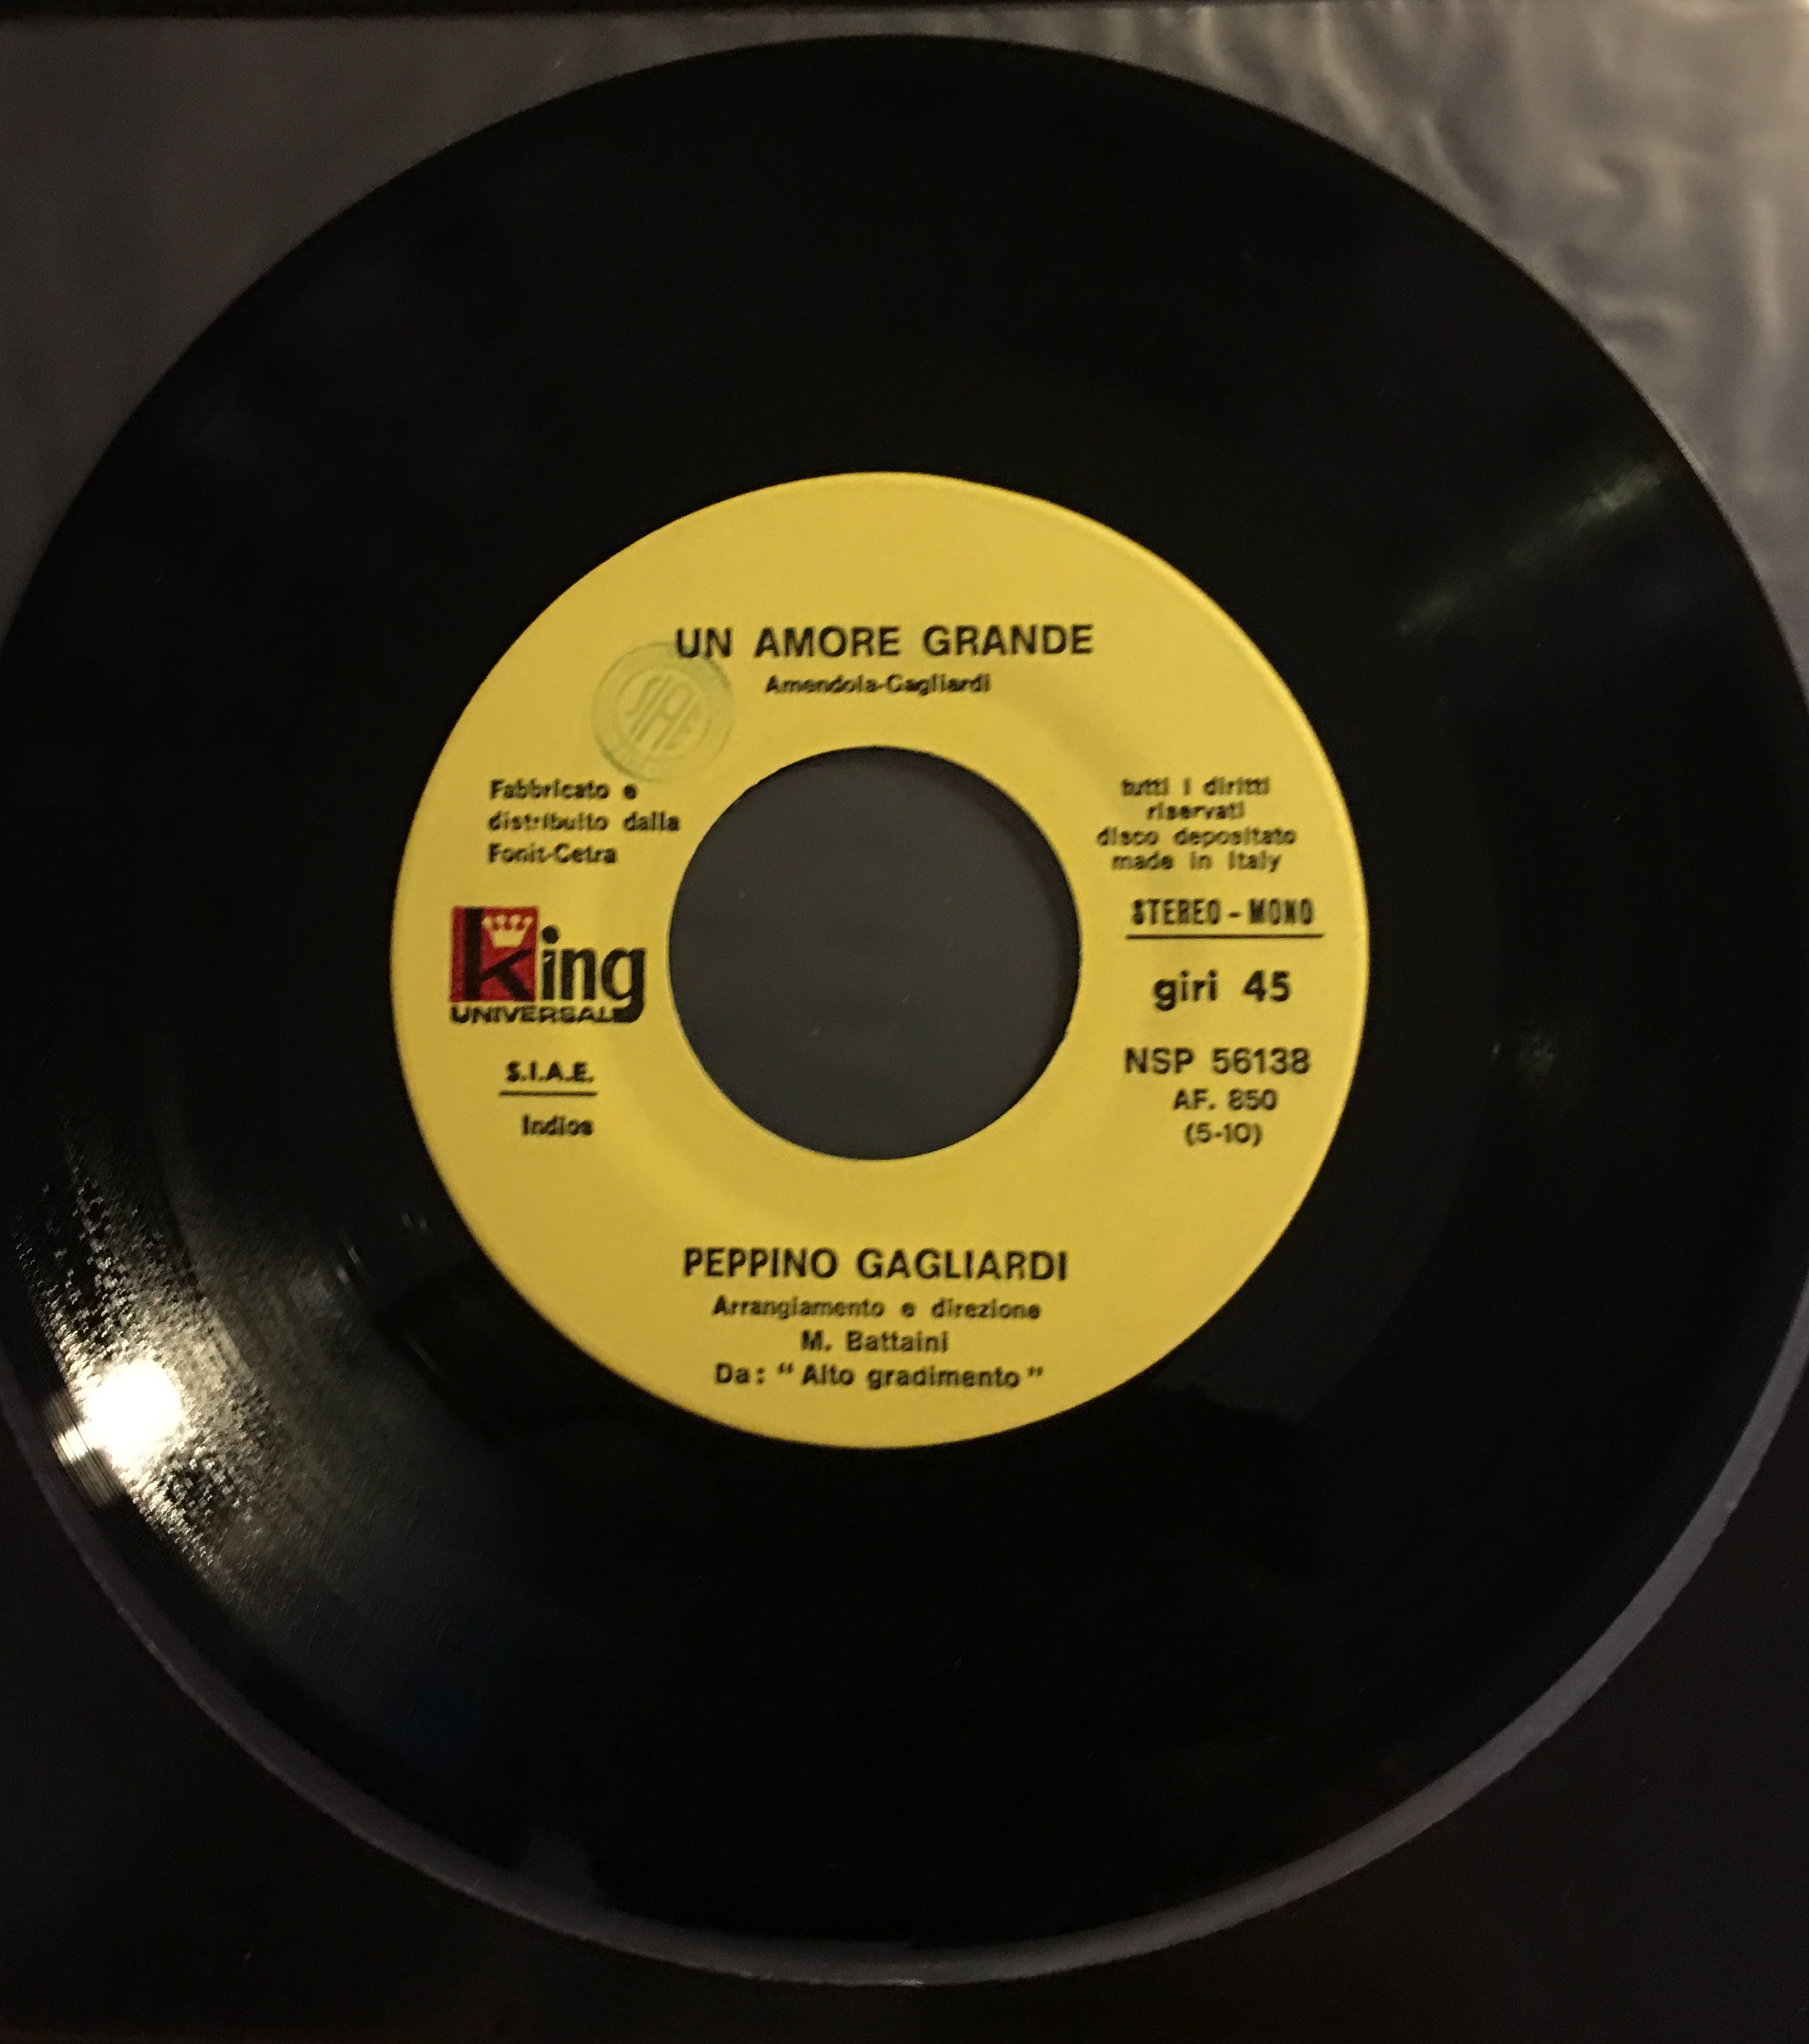 UN AMORE GRANDE
Amendola-Gagliardi
SIAE
Fabbricato e
distribuito dalla
Fonit-Cetra
king
UNIVERSAL
S.I.A.E.
Indios
tutti i diritti
riservati
disco depositato
made in Italy
STEREO - MONO
giri 45
NSP 56138
AF. 850
(5-10)
PEPPINO GAGLIARDI
Arrangiamento e direzione
M. Battaini
Da: “Alto gradimento”